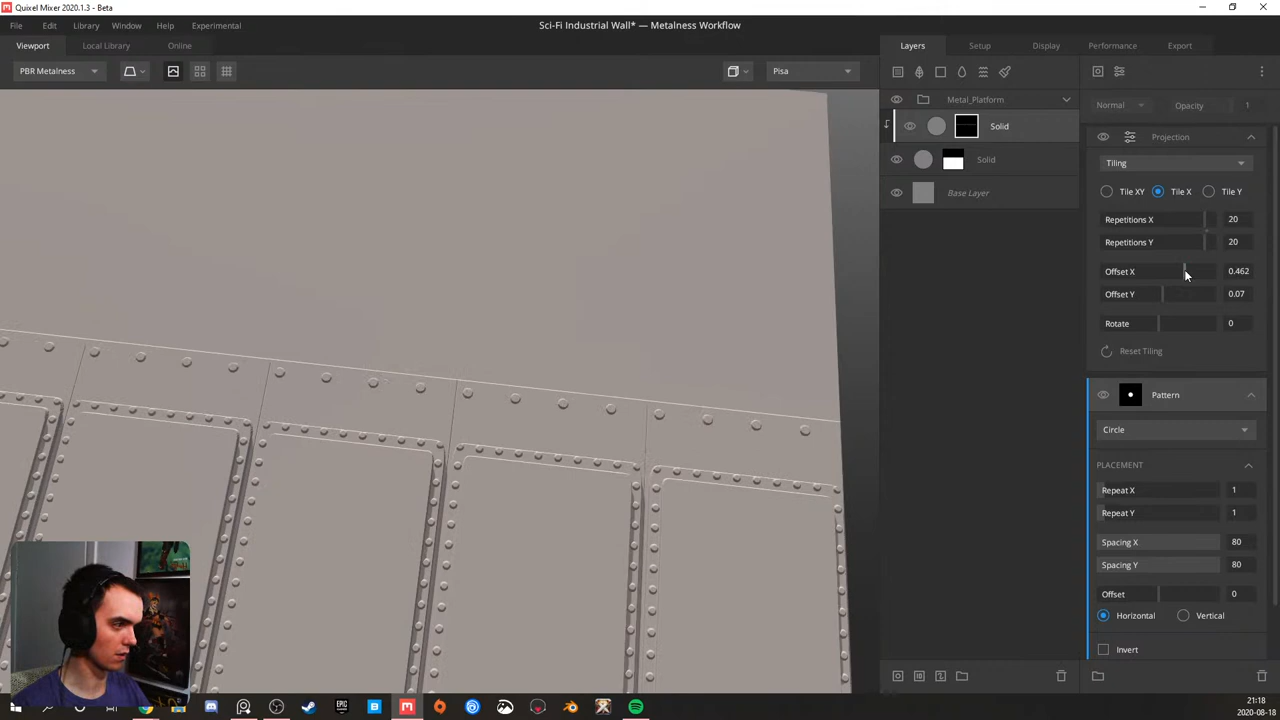 Quixel Mixer 2020.1.3 - Beta
File Edit Library Window Help Experimental
Sci-Fi Industrial Wall* — Metalness Workflow
Viewport Local Library Online
Layers Setup Display Performance Export
PBR Metalness
Pisa
Metal_Platform
Solid
Solid
Base Layer
Normal Opacity 1
Projection
Tiling
Tile XY Tile X Tile Y
Repetitions X 20
Repetitions Y 20
Offset X 0.462
Offset Y 0.07
Rotate 0
Reset Tiling
Pattern
Circle
PLACEMENT
Repeat X 1
Repeat Y 1
Spacing X 80
Spacing Y 80
Offset 0
Horizontal Vertical
Invert
EPIC
21:18
2020-08-18